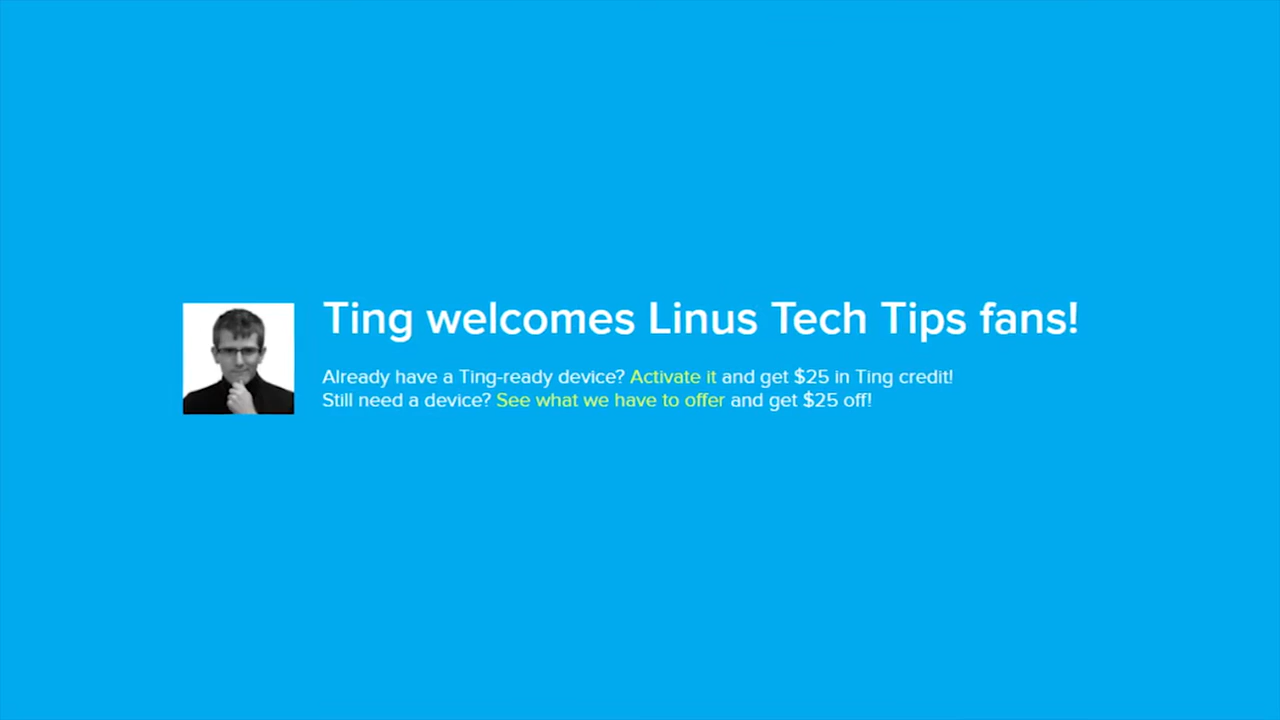 Ting welcomes Linus Tech Tips fans!
Already have a Ting-ready device? Activate it and get $25 in Ting credit!
Still need a device? See what we have to offer and get $25 off!